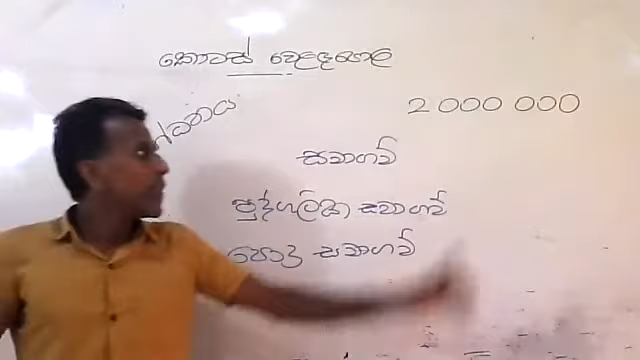 කොටස් වෙළඳපොල
2 000 000
සමාගම්
පුද්ගලික සමාගම්
පොදු සමාගම්